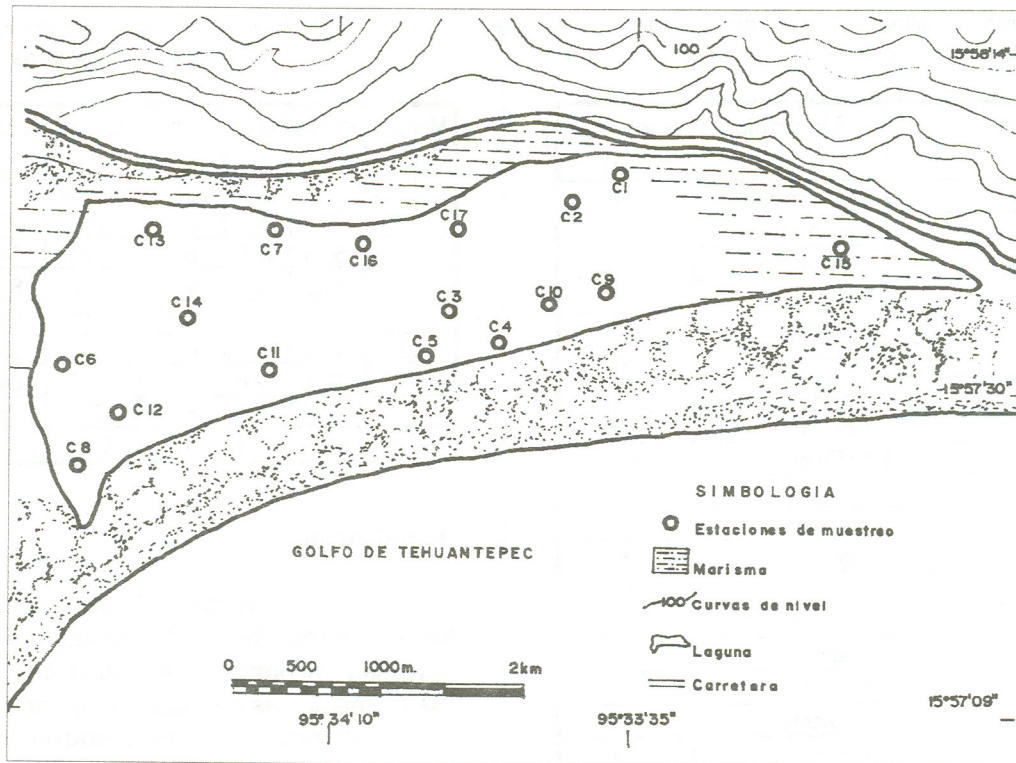 100
15°58'14"
C1
C2
C17
C13
C7
C16
C15
C9
C10
C3
C14
C4
C5
C6
C11
15°57'30"
C12
C8
SIMBOLOGIA
Estaciones de muestreo
GOLFO DE TEHUANTEPEC
Marisma
100 Curvas de nivel
Laguna
0 500 1000m. 2km
Carretera
95° 34' 10" 95°33'35" 15°57'09"